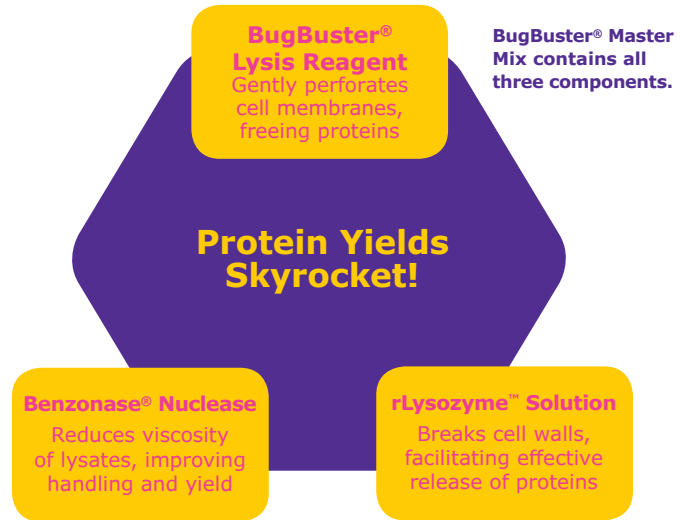 BugBuster® 
Lysis Reagent
Gently perforates
cell membranes,
freeing proteins
BugBuster® Master
Mix contains all
three components.
Protein Yields
Skyrocket!
Benzonase® Nuclease
Reduces viscosity
of lysates, improving
handling and yield
rLysozyme™ Solution
Breaks cell walls,
facilitating effective
release of proteins